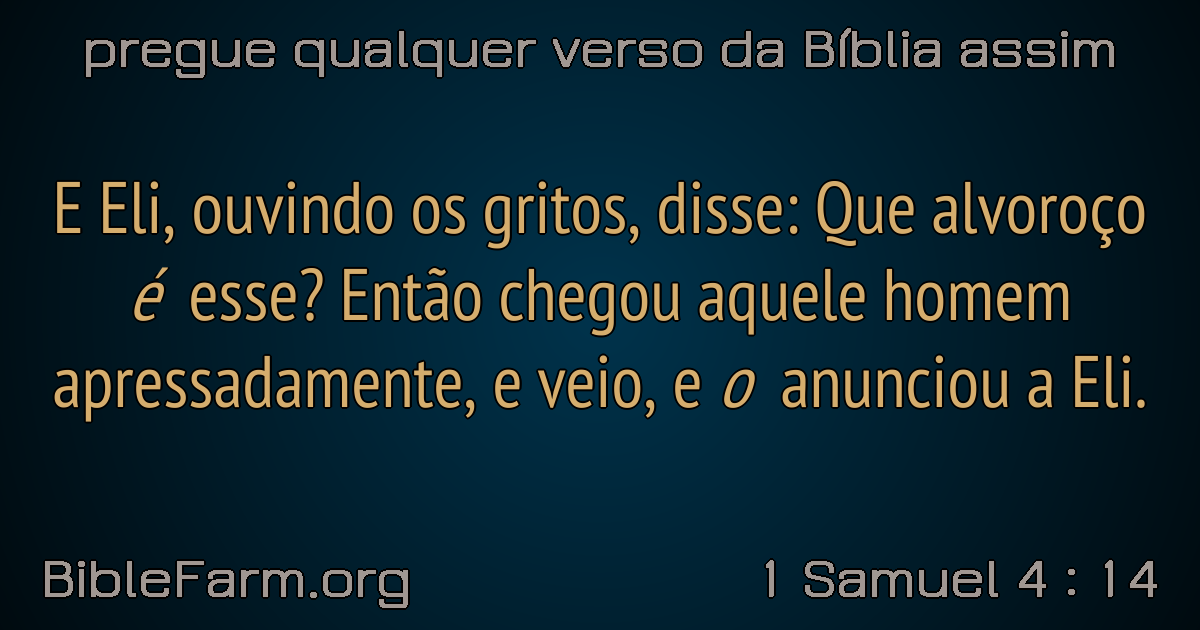 pregue qualquer verso da Bíblia assim
E Eli, ouvindo os gritos, disse: Que alvoroço
é esse? Então chegou aquele homem
apressadamente, e veio, e o anunciou a Eli.
BibleFarm.org
1 Samuel 4 : 14